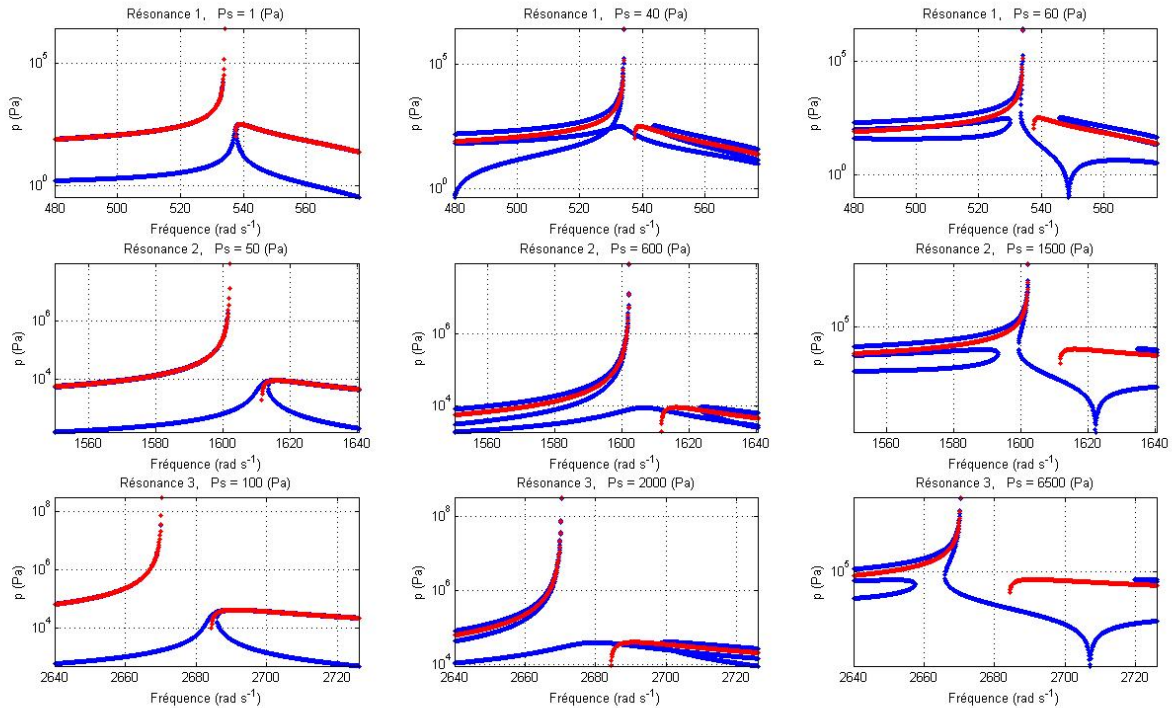 Résonance 1, Ps = 1 (Pa)
p (Pa)
10^5
10^0
480 500 520 540 560
Fréquence (rad s^-1)
Résonance 1, Ps = 40 (Pa)
p (Pa)
10^5
10^0
480 500 520 540 560
Fréquence (rad s^-1)
Résonance 1, Ps = 60 (Pa)
p (Pa)
10^5
10^0
480 500 520 540 560
Fréquence (rad s^-1)
Résonance 2, Ps = 50 (Pa)
p (Pa)
10^6
10^4
1560 1580 1600 1620 1640
Fréquence (rad s^-1)
Résonance 2, Ps = 600 (Pa)
p (Pa)
10^6
10^4
1560 1580 1600 1620 1640
Fréquence (rad s^-1)
Résonance 2, Ps = 1500 (Pa)
p (Pa)
10^5
1560 1580 1600 1620 1640
Fréquence (rad s^-1)
Résonance 3, Ps = 100 (Pa)
p (Pa)
10^8
10^6
10^4
2640 2660 2680 2700 2720
Fréquence (rad s^-1)
Résonance 3, Ps = 2000 (Pa)
p (Pa)
10^8
10^6
10^4
2640 2660 2680 2700 2720
Fréquence (rad s^-1)
Résonance 3, Ps = 6500 (Pa)
p (Pa)
10^5
2640 2660 2680 2700 2720
Fréquence (rad s^-1)